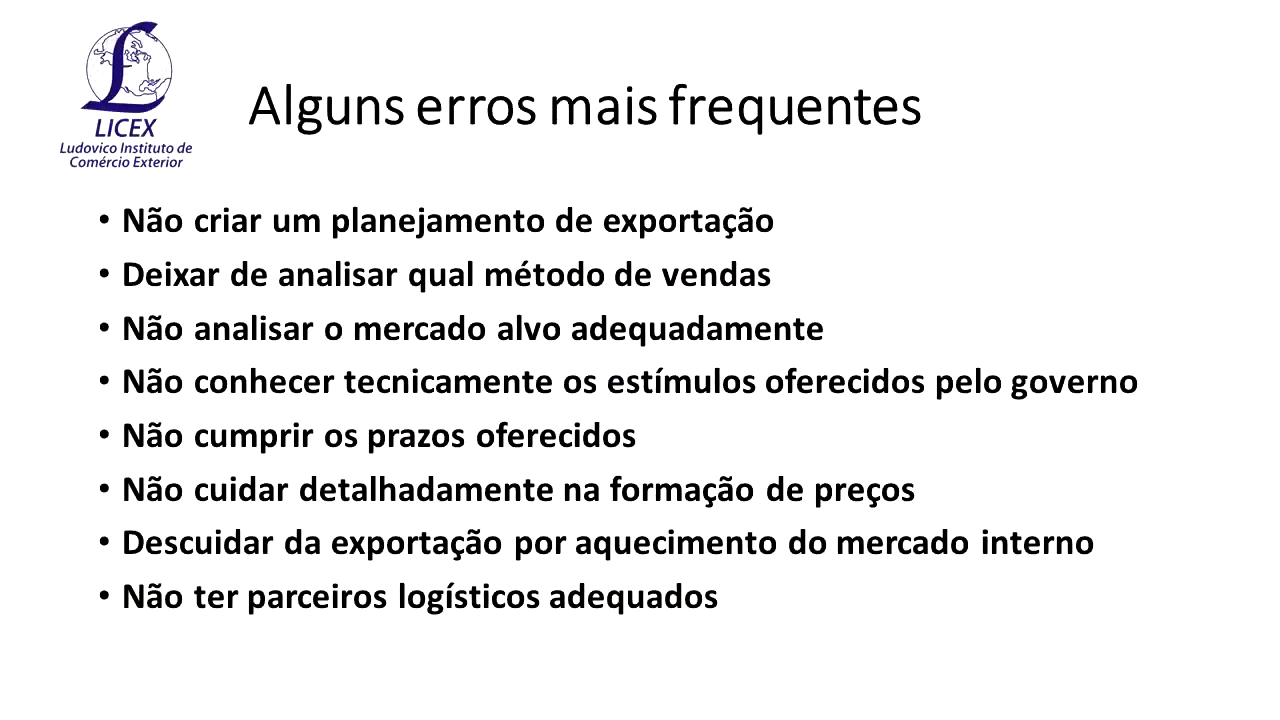 LICEX
Ludovico Instituto de
Comércio Exterior
Alguns erros mais frequentes
• Não criar um planejamento de exportação
• Deixar de analisar qual método de vendas
• Não analisar o mercado alvo adequadamente
• Não conhecer tecnicamente os estímulos oferecidos pelo governo
• Não cumprir os prazos oferecidos
• Não cuidar detalhadamente na formação de preços
• Descuidar da exportação por aquecimento do mercado interno
• Não ter parceiros logísticos adequados